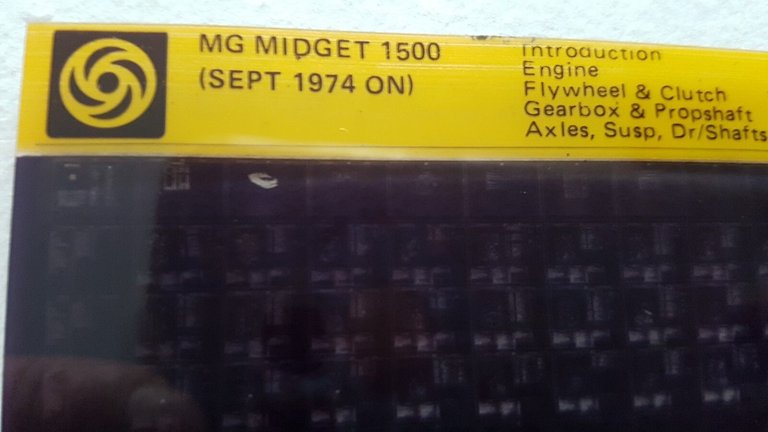 MG MIDGET 1500
(SEPT 1974 ON)
Introduction
Engine
Flywheel & Clutch
Gearbox & Propshaft
Axles, Susp, Dr/Shafts